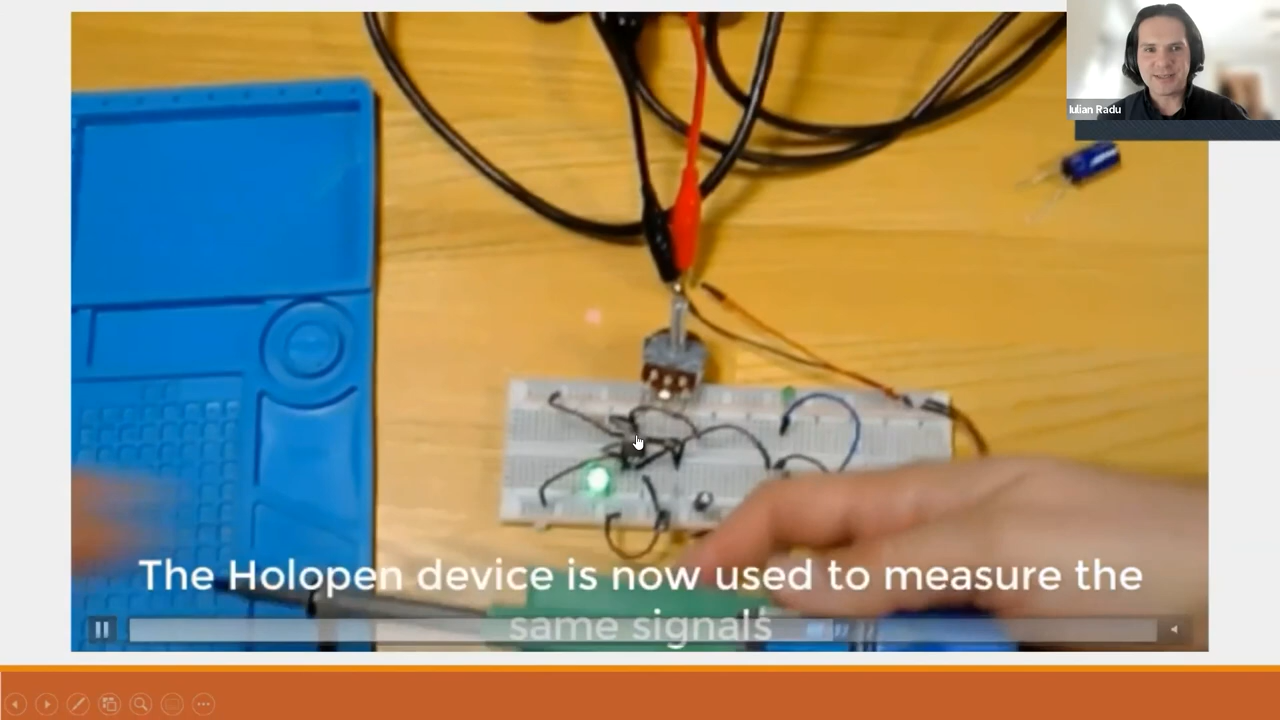 Iulian Radu
The Holopen device is now used to measure the
same signals